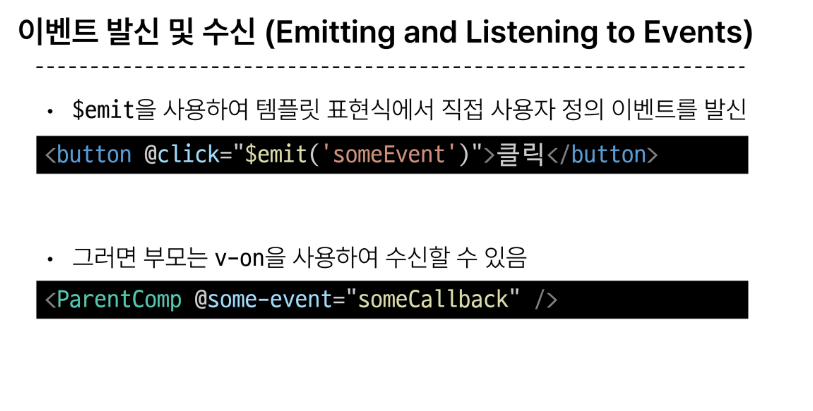 이벤트 발신 및 수신 (Emitting and Listening to Events)
• $emit을 사용하여 템플릿 표현식에서 직접 사용자 정의 이벤트를 발신
<button @click="$emit('someEvent')">클릭</button>
• 그러면 부모는 v-on을 사용하여 수신할 수 있음
<ParentComp @some-event="someCallback" />